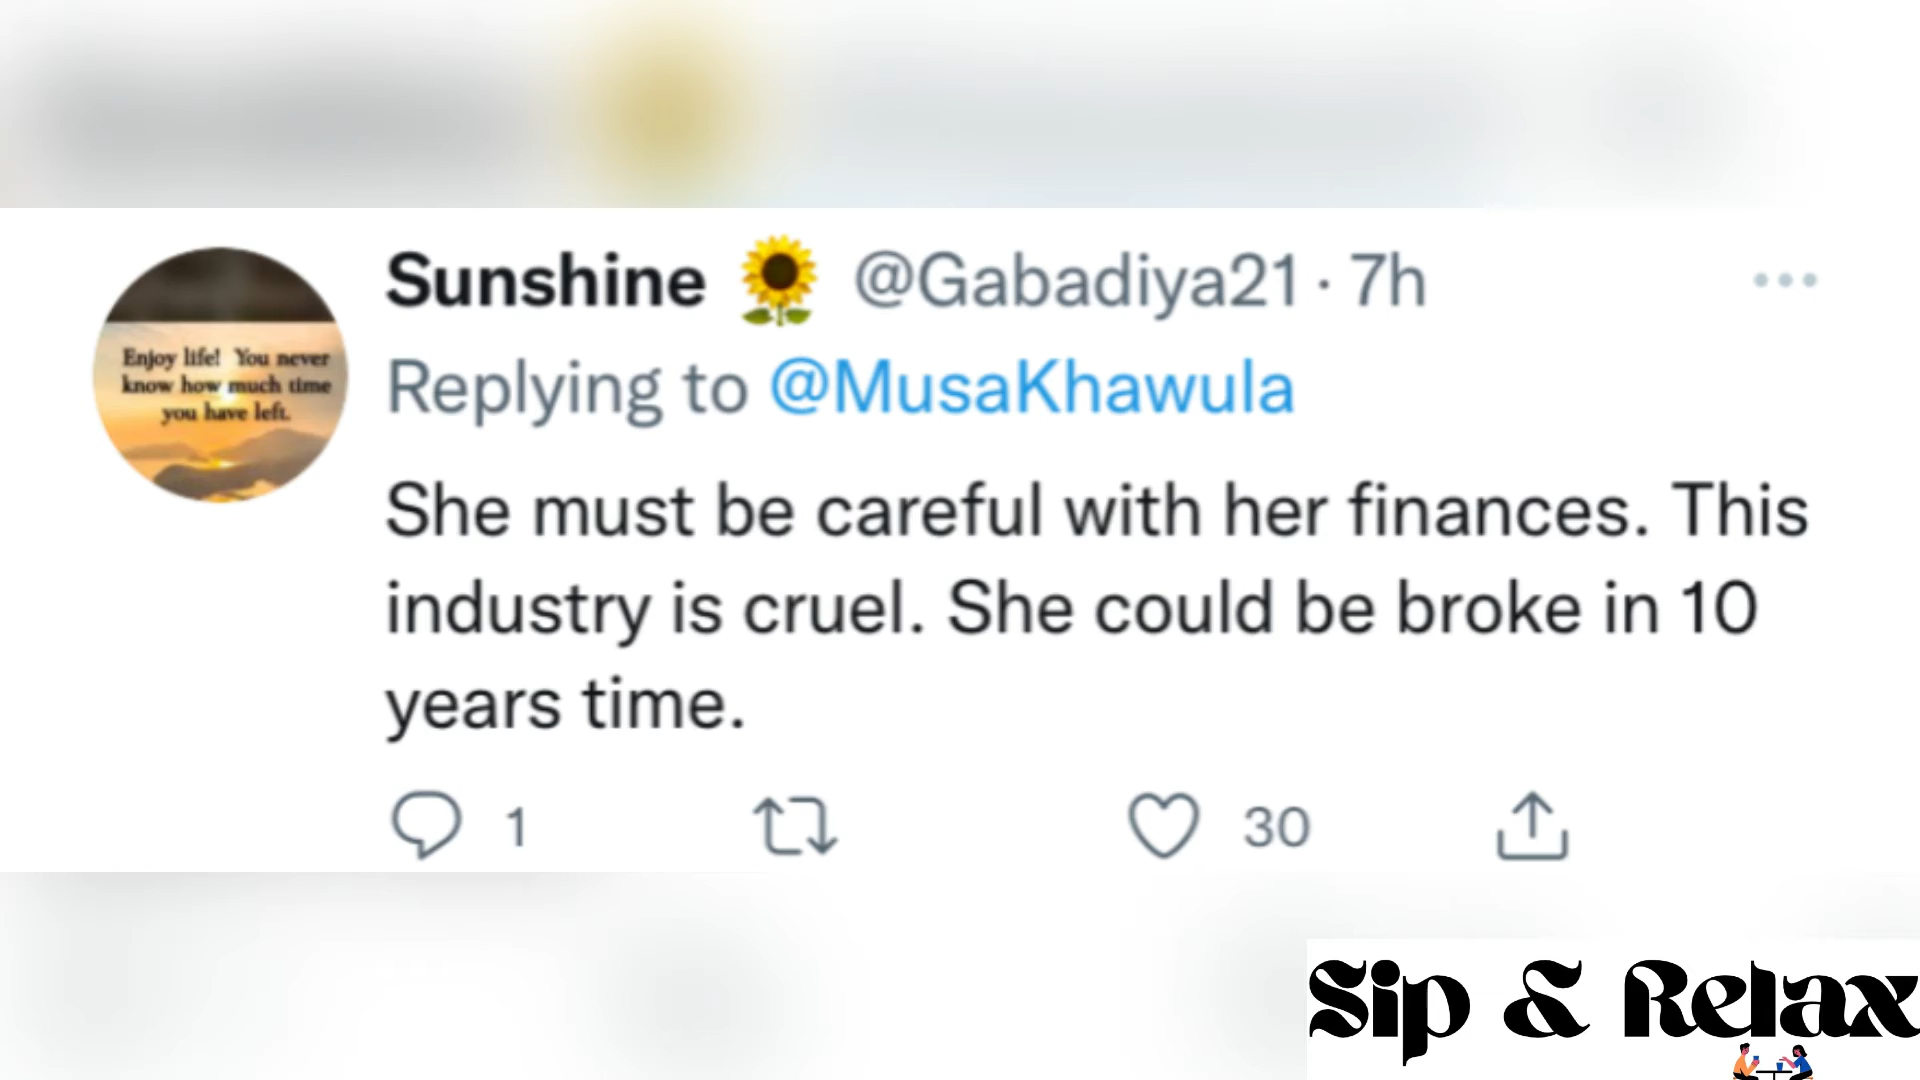 Sunshine 🌻 @Gabadiya21 · 7h
Enjoy life! You never
know how much time
you have left.
Replying to @MusaKhawula
She must be careful with her finances. This
industry is cruel. She could be broke in 10
years time.
1 30
Sip & Relax